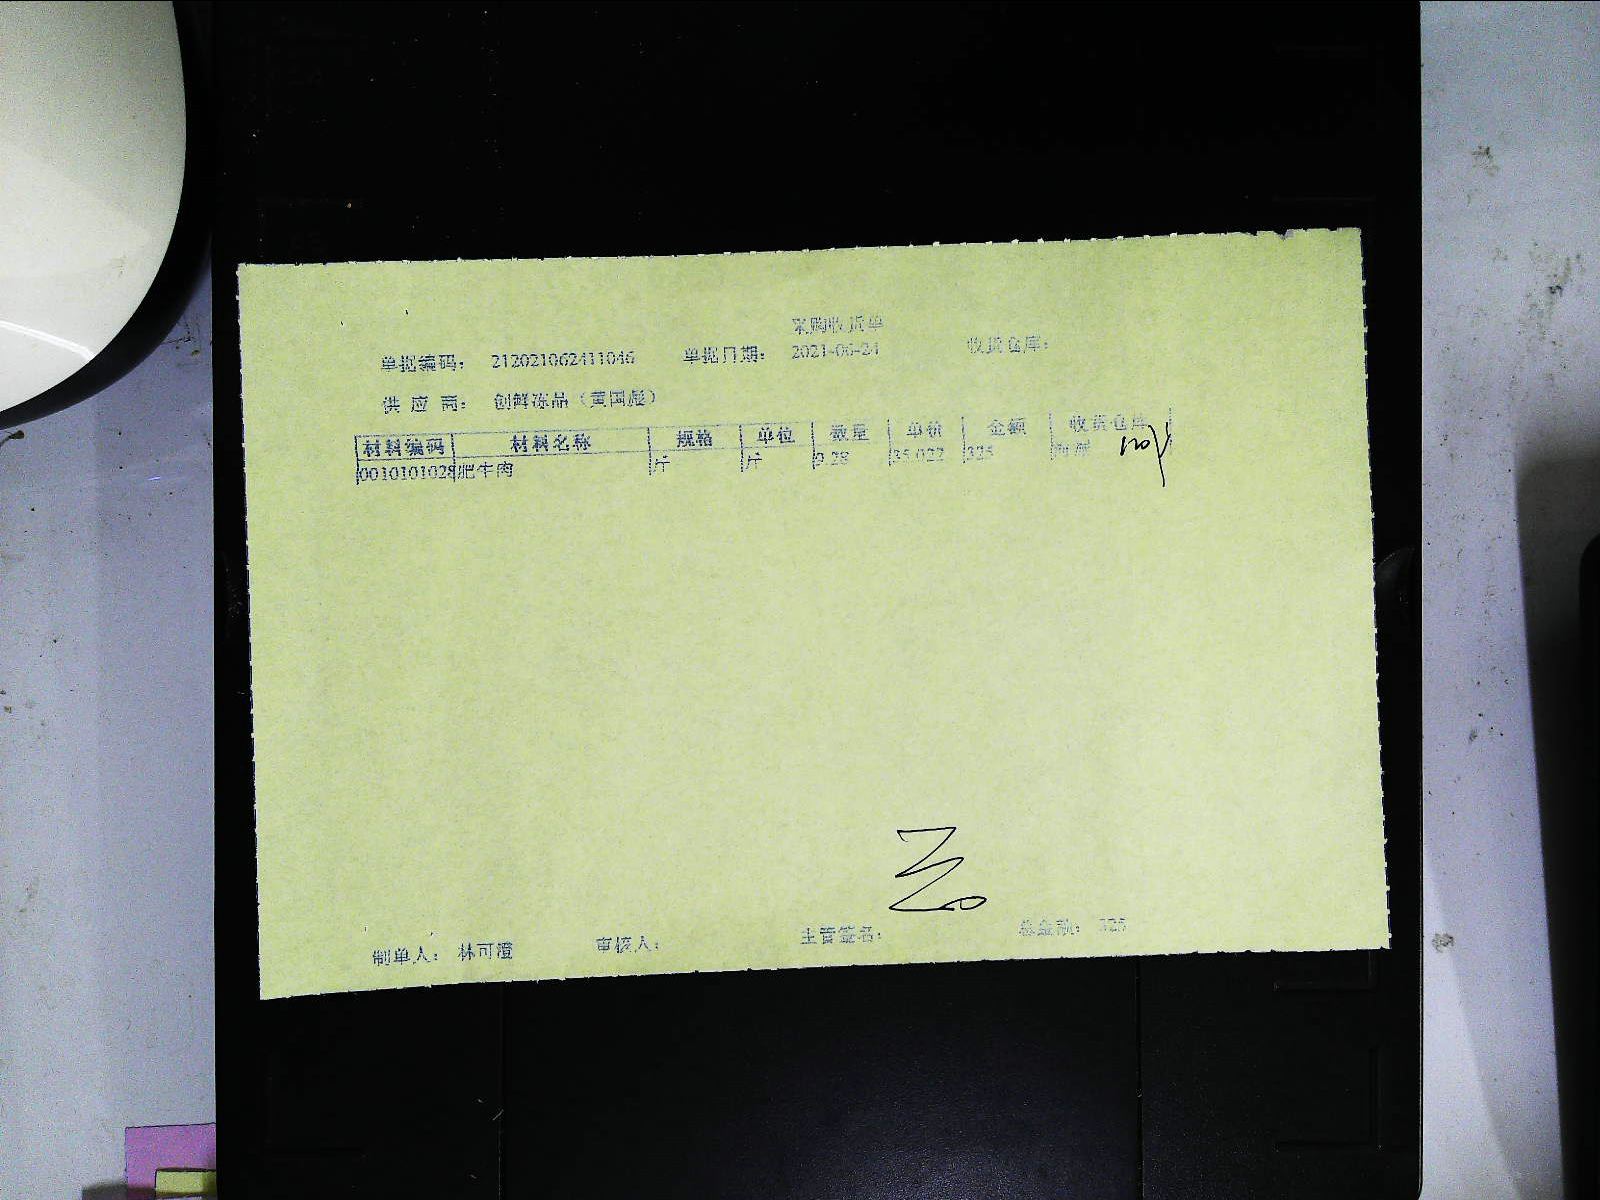 采购收货单
单据编码： 212021062411046 单据日期： 2021-06-24 收货仓库：
供 应 商： 创鲜冻品（黄国彪）
材料编码 材料名称 规格 单位 数量 单价 金额 收货仓库
0010101028 肥牛肉 斤 斤 9.28 35.022 325
制单人： 林可澄 审核人： 主管签名： 总金额： 325